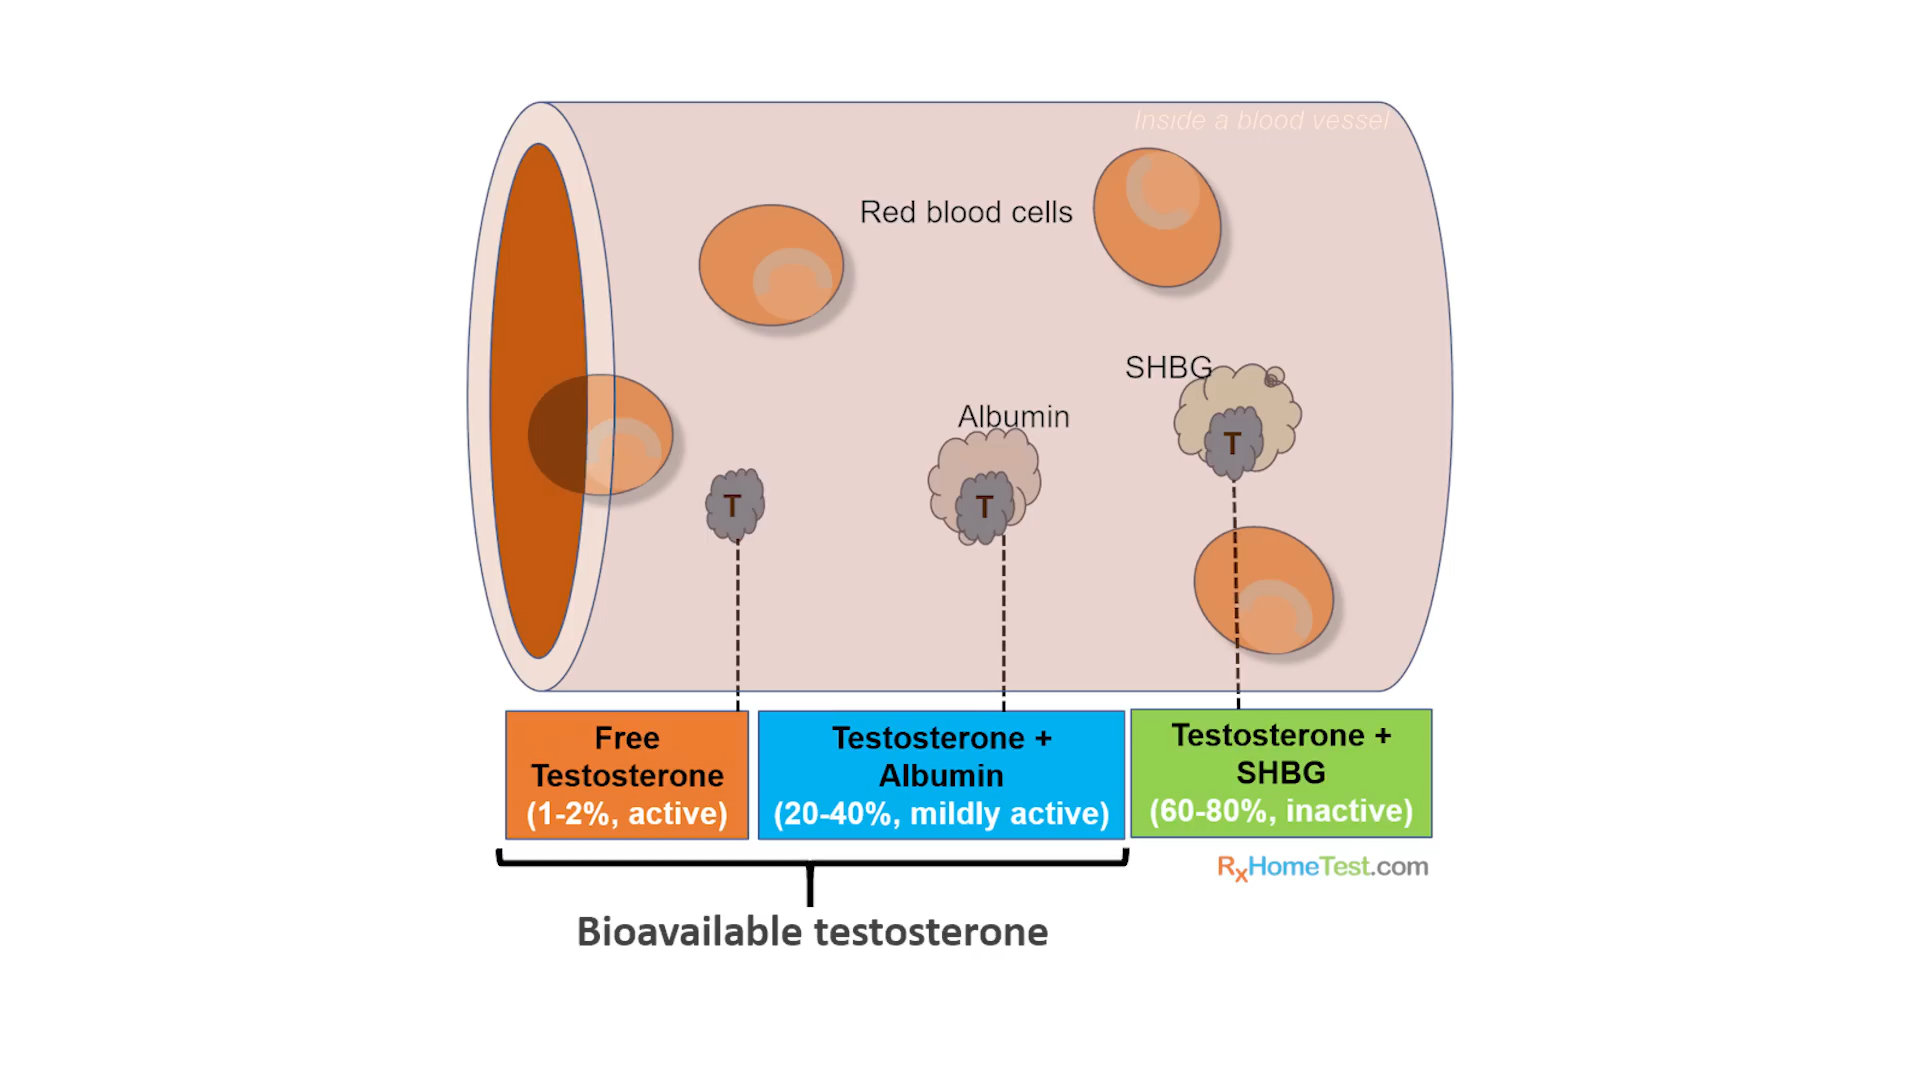 Inside a blood vessel
Red blood cells
SHBG
Albumin
T
T
T
Free
Testosterone
(1-2%, active)
Testosterone +
Albumin
(20-40%, mildly active)
Testosterone +
SHBG
(60-80%, inactive)
RxHomeTest.com
Bioavailable testosterone